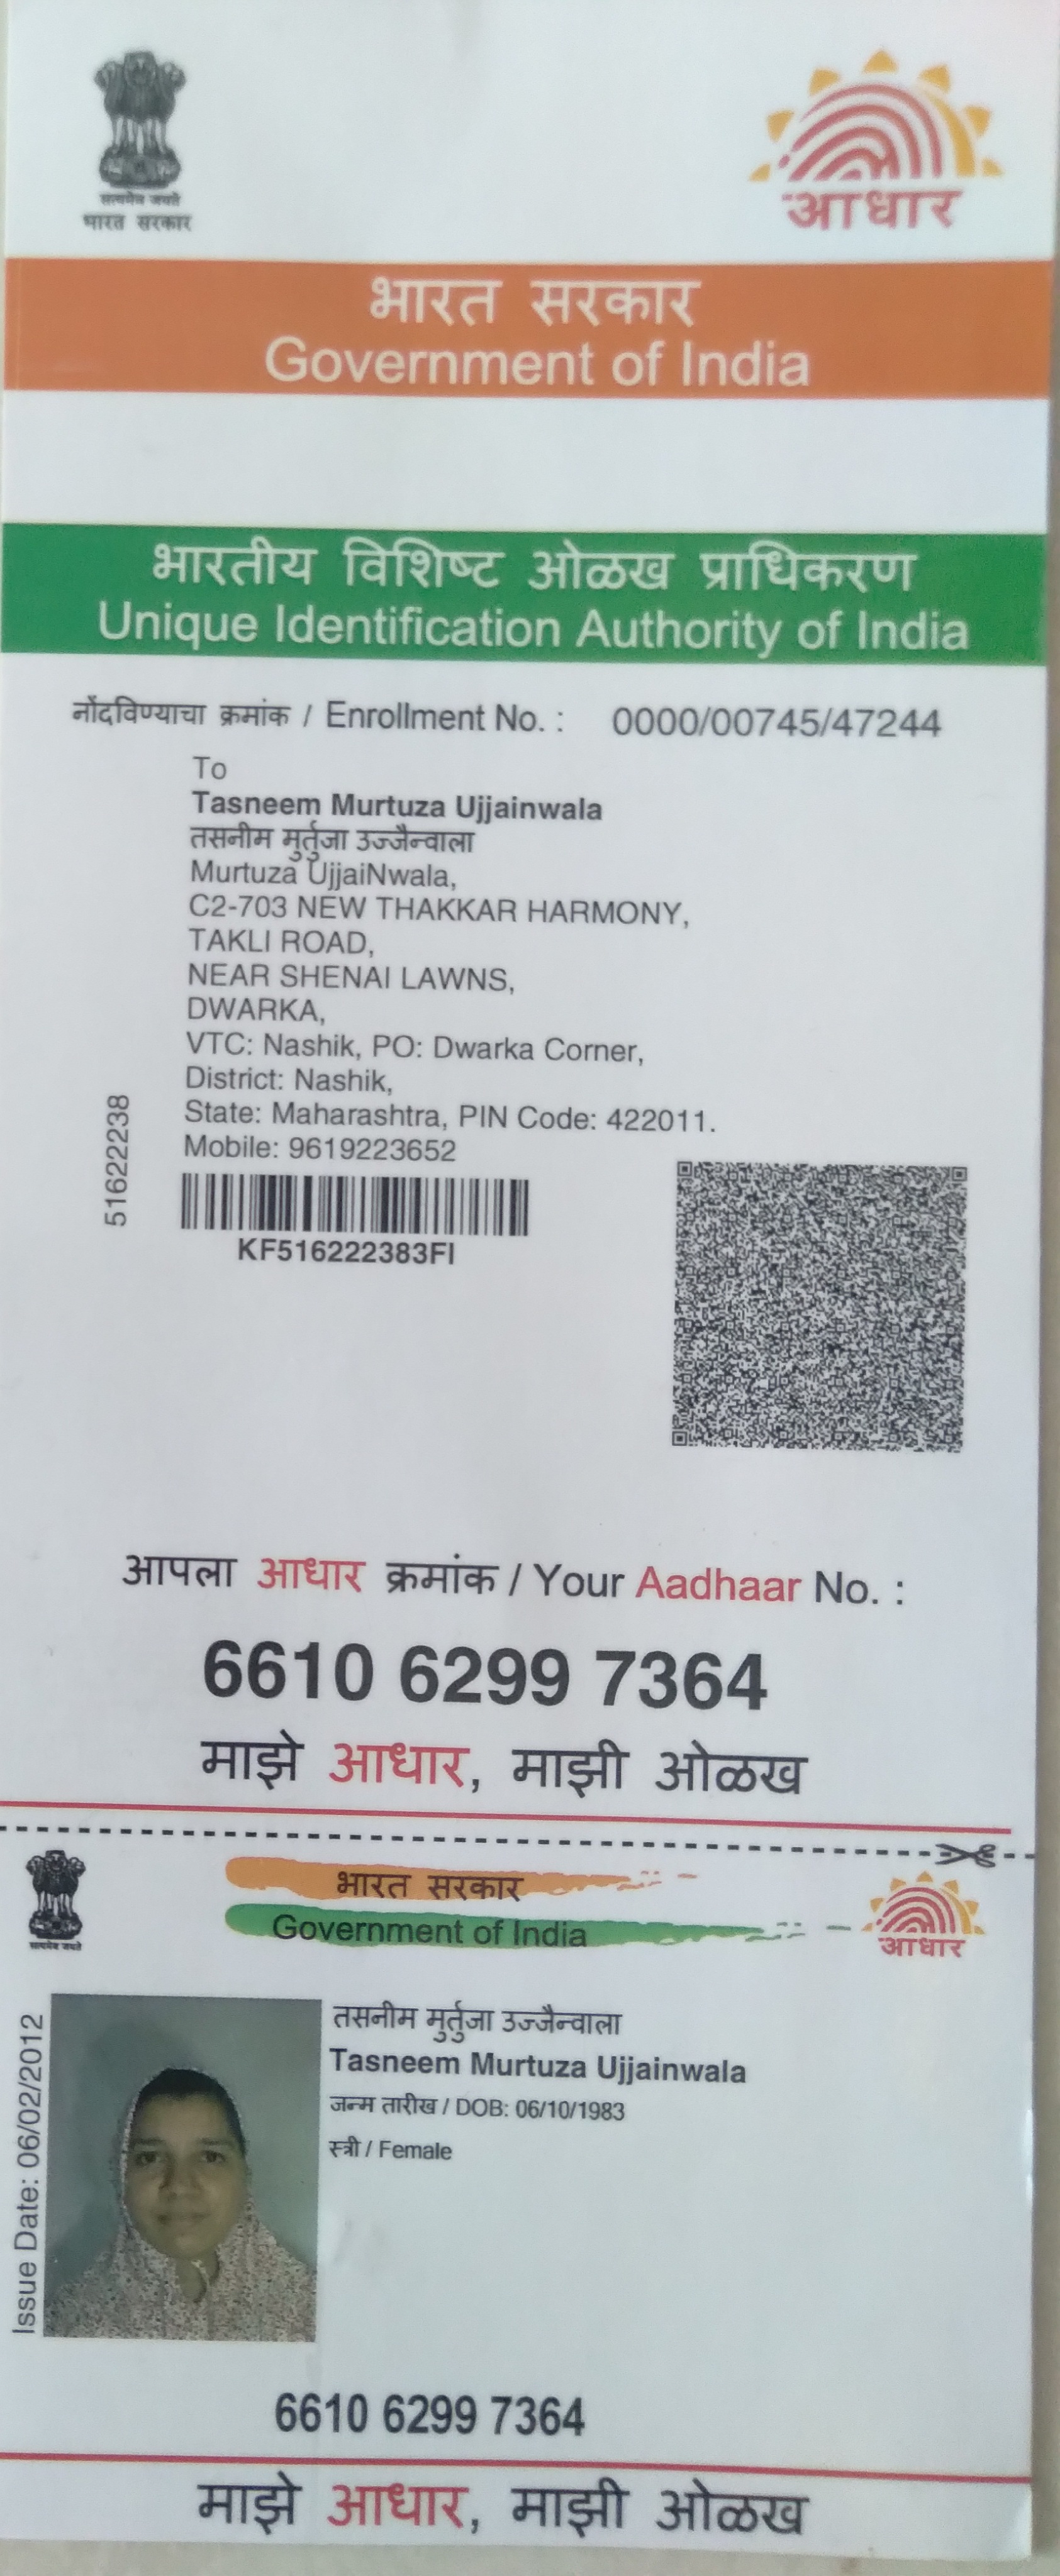 सत्यमेव जयते
भारत सरकार
आधार
भारत सरकार
Government of India
भारतीय विशिष्ट ओळख प्राधिकरण
Unique Identification Authority of India
नोंदविण्याचा क्रमांक / Enrollment No. : 0000/00745/47244
To
Tasneem Murtuza Ujjainwala
तसनीम मुर्तुजा उज्जैन्वाला
Murtuza UjjaiNwala,
C2-703 NEW THAKKAR HARMONY,
TAKLI ROAD,
NEAR SHENAI LAWNS,
DWARKA,
VTC: Nashik, PO: Dwarka Corner,
District: Nashik,
State: Maharashtra, PIN Code: 422011.
Mobile: 9619223652
51622238
KF516222383FI
आपला आधार क्रमांक / Your Aadhaar No. :
6610 6299 7364
माझे आधार, माझी ओळख
सत्यमेव जयते
भारत सरकार
Government of India
आधार
Issue Date: 06/02/2012
तसनीम मुर्तुजा उज्जैन्वाला
Tasneem Murtuza Ujjainwala
जन्म तारीख / DOB: 06/10/1983
स्त्री / Female
6610 6299 7364
माझे आधार, माझी ओळख